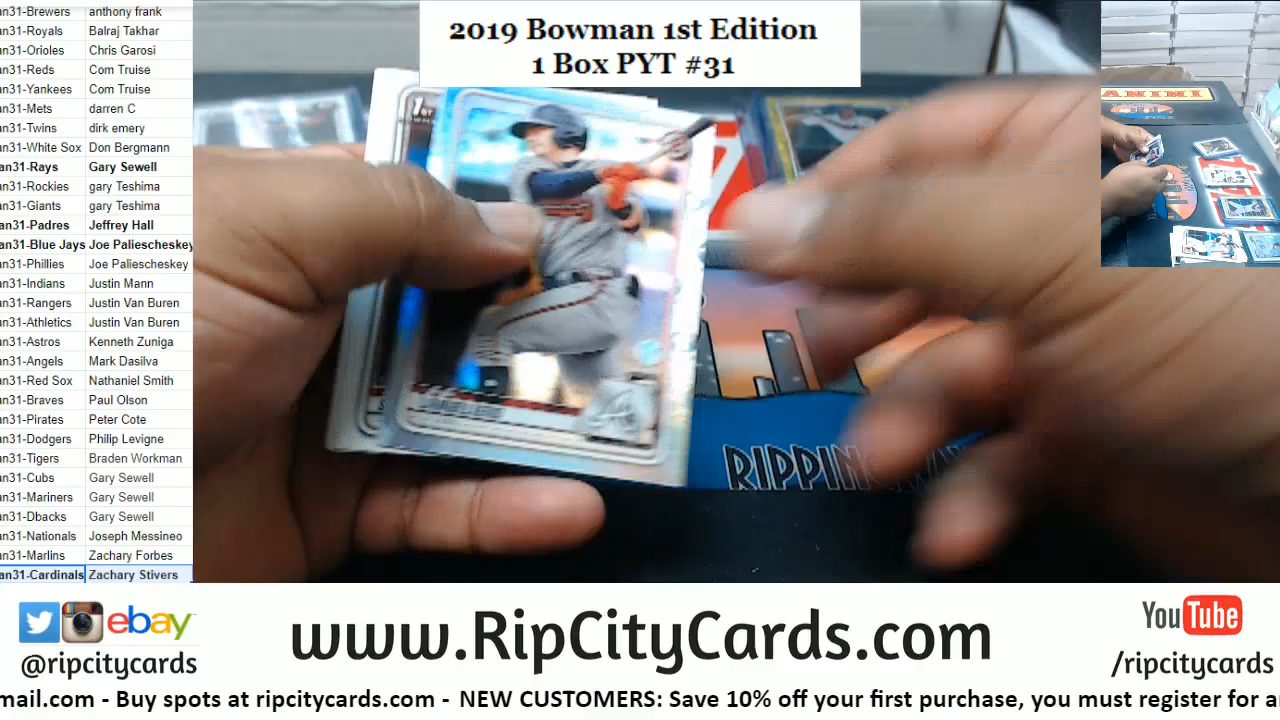 2019 Bowman 1st Edition
1 Box PYT #31
an31-Brewers anthony frank
an31-Royals Balraj Takhar
an31-Orioles Chris Garosi
an31-Reds Com Truise
an31-Yankees Com Truise
an31-Mets darren C
an31-Twins dirk emery
an31-White Sox Don Bergmann
an31-Rays Gary Sewell
an31-Rockies gary Teshima
an31-Giants gary Teshima
an31-Padres Jeffrey Hall
an31-Blue Jays Joe Paliescheskey
an31-Phillies Joe Paliescheskey
an31-Indians Justin Mann
an31-Rangers Justin Van Buren
an31-Athletics Justin Van Buren
an31-Astros Kenneth Zuniga
an31-Angels Mark Dasilva
an31-Red Sox Nathaniel Smith
an31-Braves Paul Olson
an31-Pirates Peter Cote
an31-Dodgers Philip Levigne
an31-Tigers Braden Workman
an31-Cubs Gary Sewell
an31-Mariners Gary Sewell
an31-Dbacks Gary Sewell
an31-Nationals Joseph Messineo
an31-Marlins Zachary Forbes
an31-Cardinals Zachary Stivers
PANINI
1st
A
RIPPIN
ebay
@ripcitycards
www.RipCityCards.com
YouTube
/ripcitycards
mail.com - Buy spots at ripcitycards.com - NEW CUSTOMERS: Save 10% off your first purchase, you must register for a